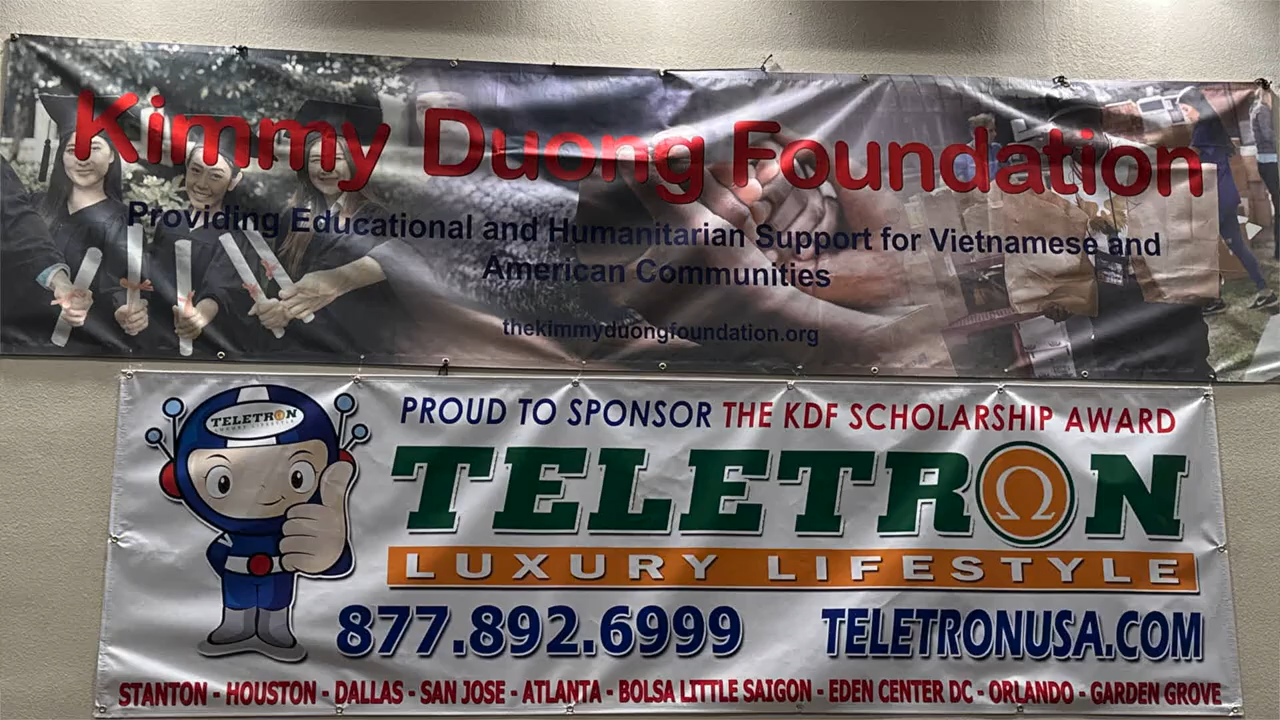 Kimmy Duong Foundation
Providing Educational and Humanitarian Support for Vietnamese and
American Communities
thekimmyduongfoundation.org
TELETRON
LUXURY LIFESTYLE
PROUD TO SPONSOR THE KDF SCHOLARSHIP AWARD
TELETRΩN
LUXURY LIFESTYLE
877.892.6999 TELETRONUSA.COM
STANTON - HOUSTON - DALLAS - SAN JOSE - ATLANTA - BOLSA LITTLE SAIGON - EDEN CENTER DC - ORLANDO - GARDEN GROVE